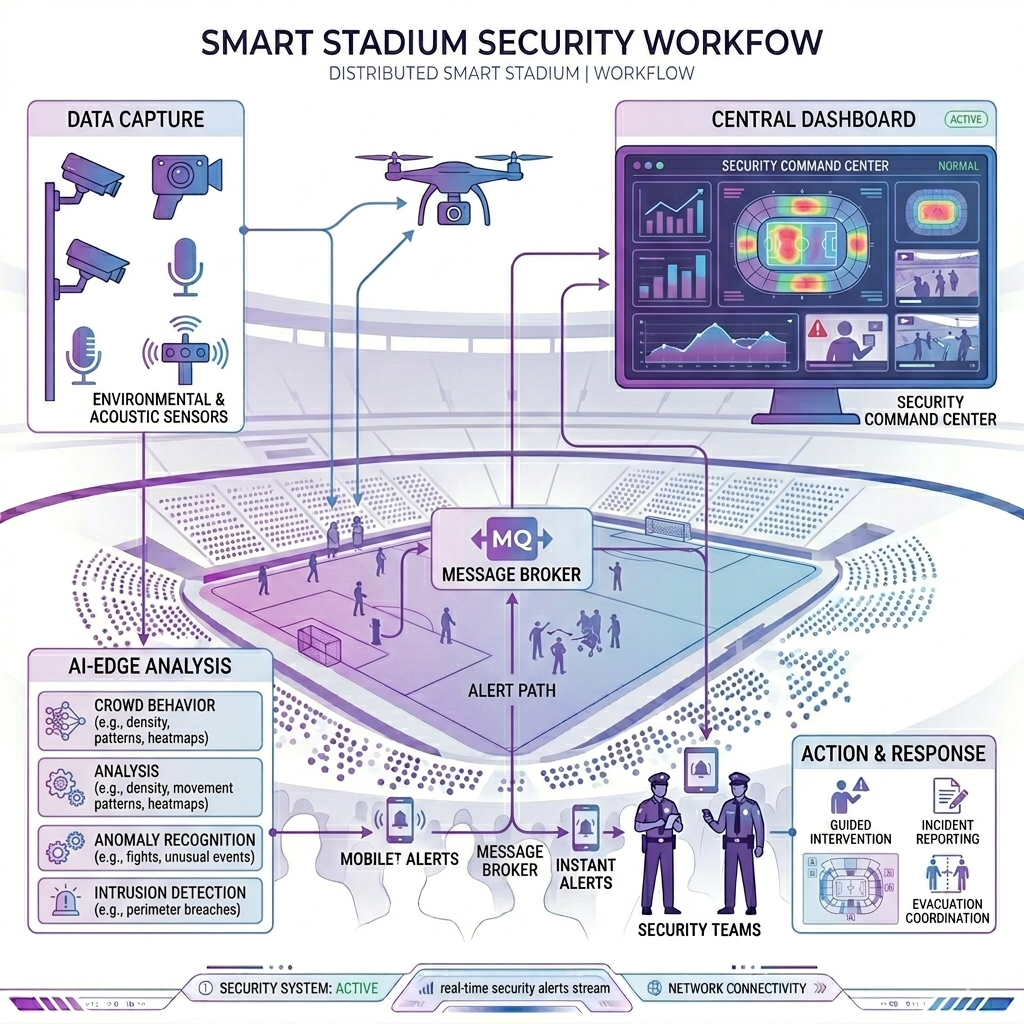 SMART STADIUM SECURITY WORKFOW
DISTRIBUTED SMART STADIUM | WORKFLOW
DATA CAPTURE
ENVIRONMENTAL &
ACOUSTIC SENSORS
CENTRAL DASHBOARD
ACTIVE
SECURITY COMMAND CENTER
NORMAL
SECURITY
COMMAND CENTER
MQ
MESSAGE BROKER
ALERT PATH
AI-EDGE ANALYSIS
CROWD BEHAVIOR
(e.g., density,
patterns, heatmaps)
ANALYSIS
(e.g., density, movement
patterns, heatmaps)
ANOMALY RECOGNITION
(e.g., fights, unusual events)
INTRUSION DETECTION
(e.g., perimeter breaches)
MOBILET ALERTS
MESSAGE
BROKER
INSTANT
ALERTS
SECURITY TEAMS
ACTION & RESPONSE
GUIDED
INTERVENTION
INCIDENT
REPORTING
EVACUATION
COORDINATION
SECURITY SYSTEM: ACTIVE
real-time security alerts stream
NETWORK CONNECTIVITY